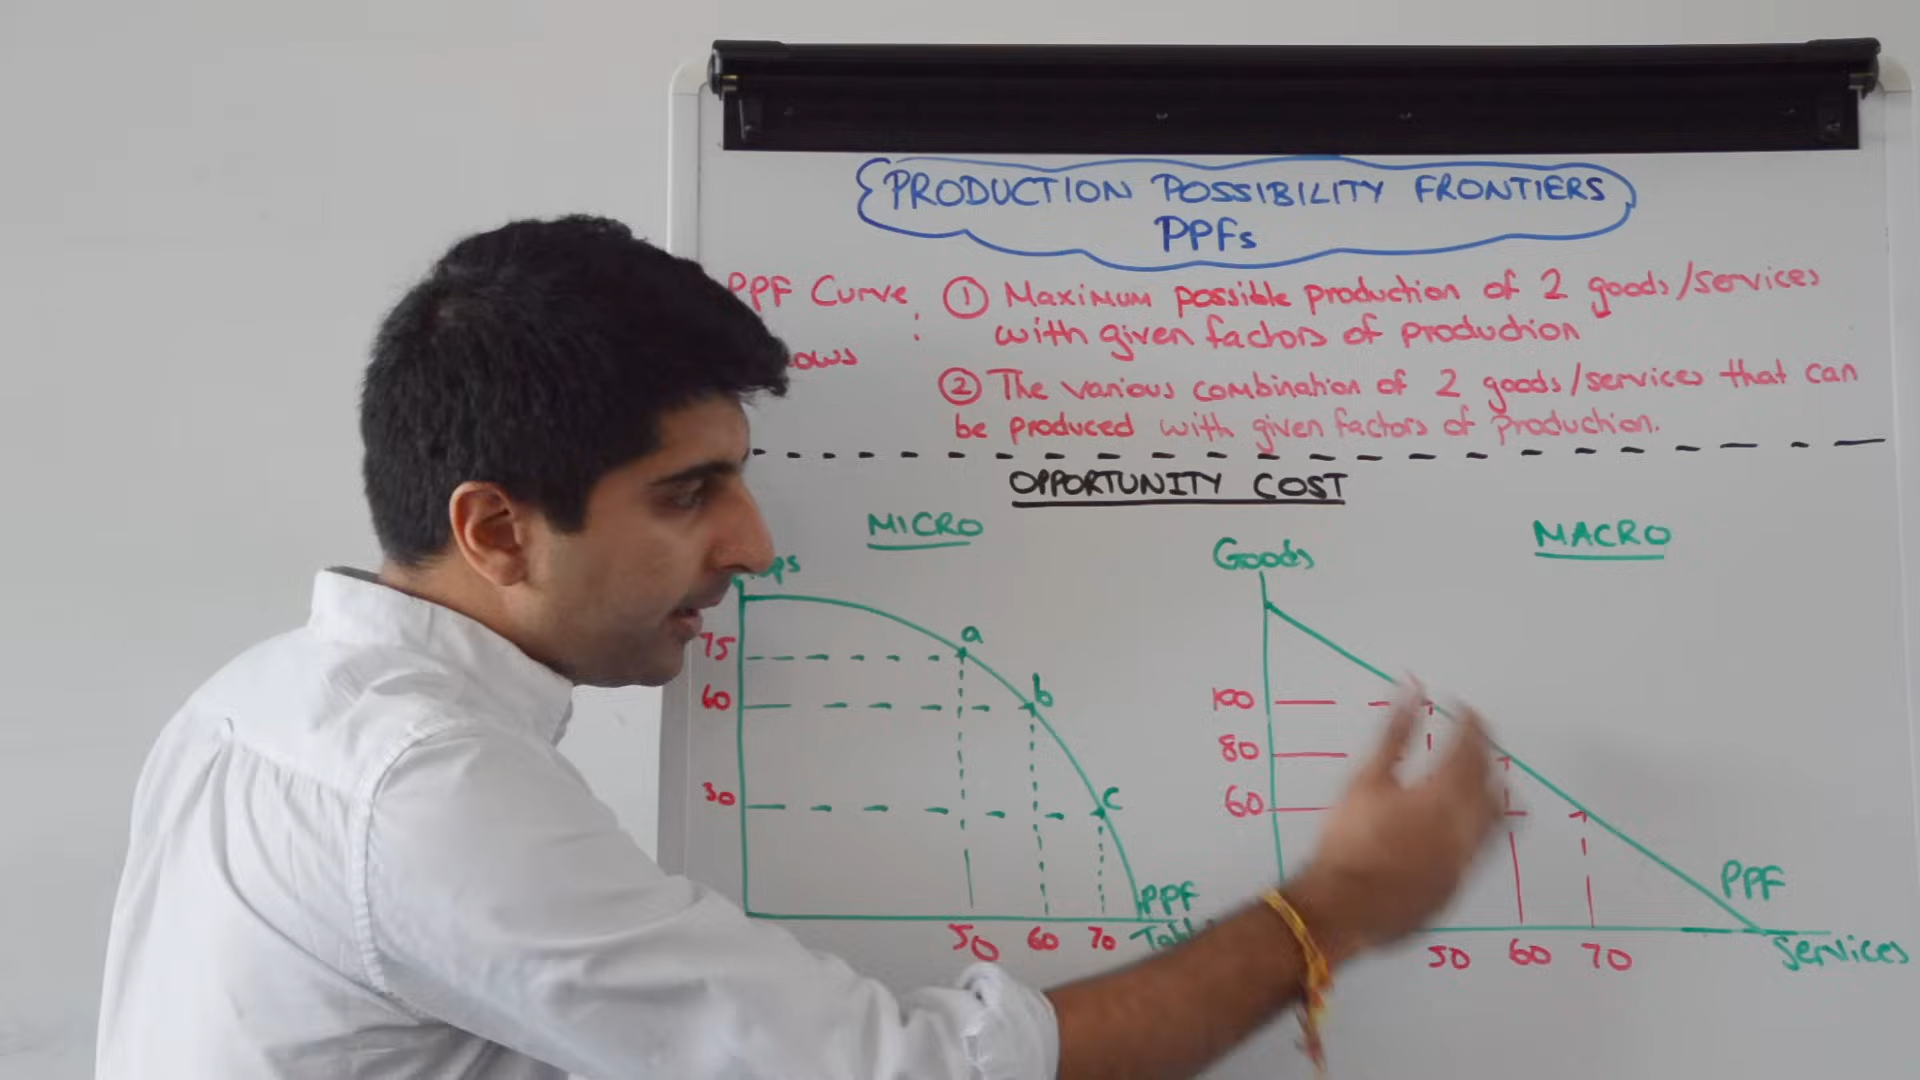 PRODUCTION POSSIBILITY FRONTIERS
PPFs
PPF Curve : ① Maximum possible production of 2 goods/services
with given factors of production
② The various combination of 2 goods/services that can
be produced with given factors of production.
OPPORTUNITY COST
MICRO
75
60
30
a
b
c
PPF
50 60 70
MACRO
Goods
100
80
60
PPF
50 60 70
Services